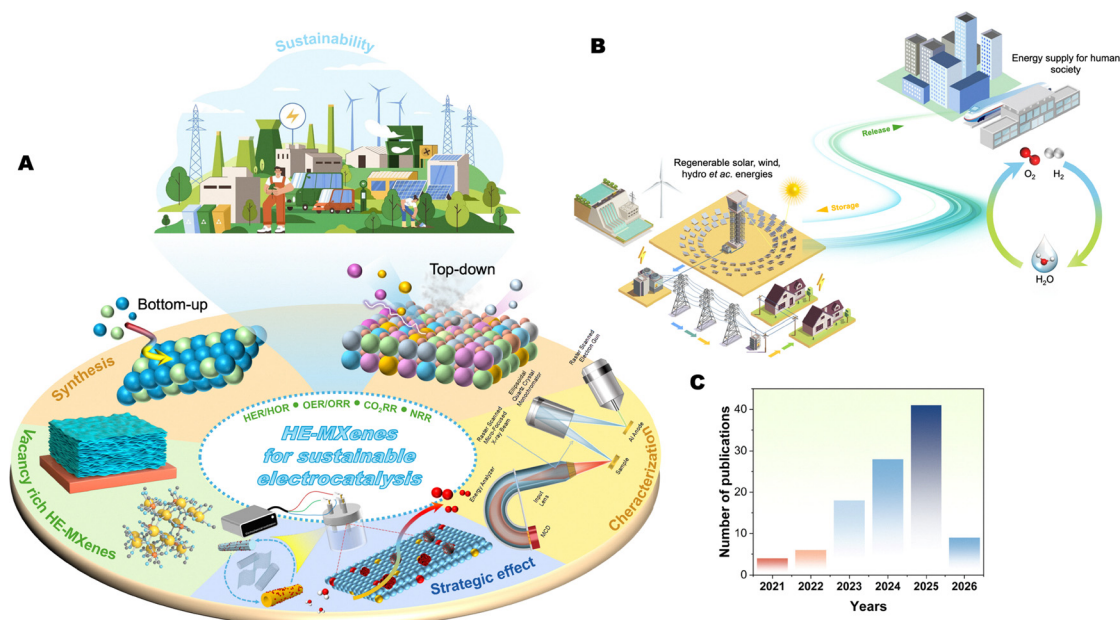 A
Sustainability
Bottom-up
Top-down
Synthesis
Vacancy rich HE-MXenes
HER/HOR • OER/ORR • CO₂RR • NRR
HE-MXenes
for sustainable
electrocatalysis
Strategic effect
Characterization
Raster Scanned
Electron Gun
Ellipsoidal
Quartz Crystal
Monochromator
Raster Scanned
Micro-Focused
X-ray Beam
Energy Analyzer
Input
Lens
MCD
Al Anode
Sample
B
Energy supply for human
society
Release
Regenerable solar, wind,
hydro et ac. energies
Storage
O₂
H₂
H₂O
C
Number of publications
40
30
20
10
0
2021
2022
2023
2024
2025
2026
Years